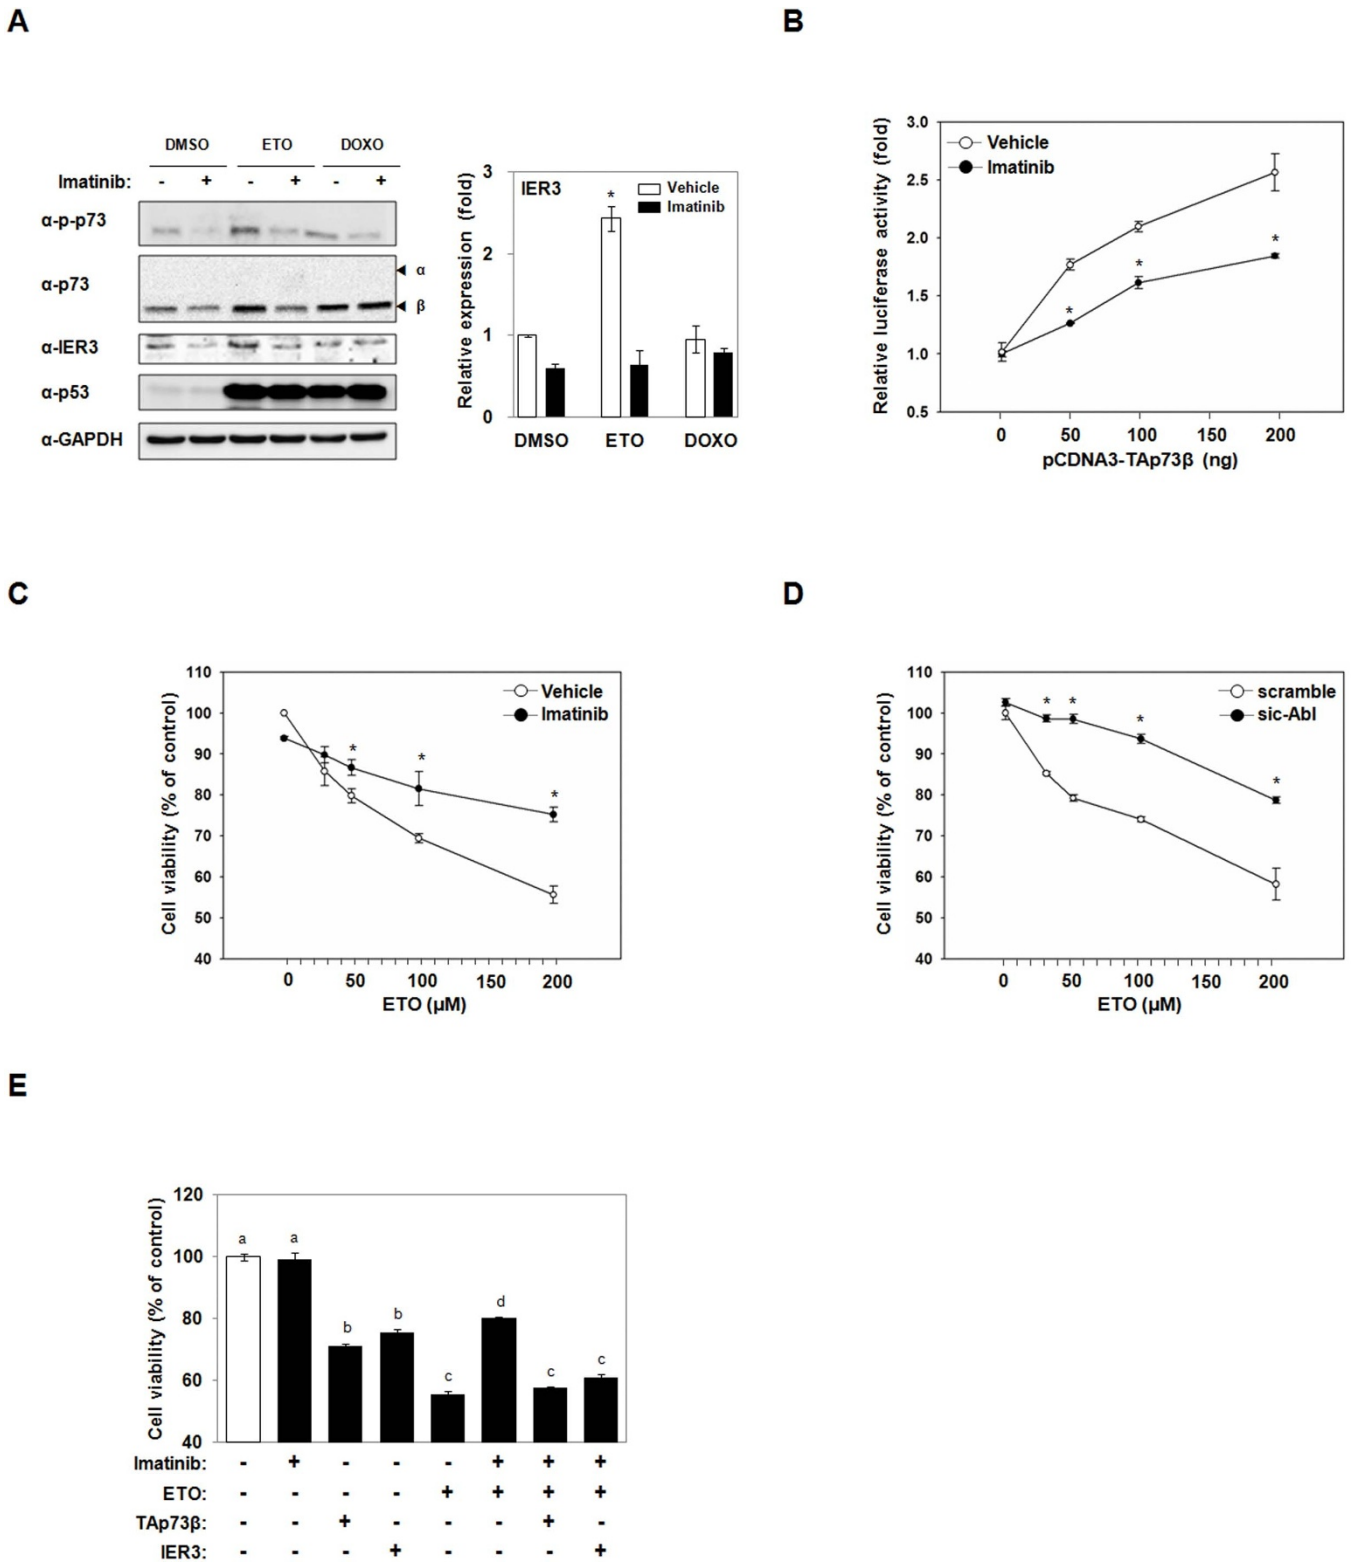 A
DMSO ETO DOXO
Imatinib: - + - + - +
α-p-p73
α-p73
α
β
α-IER3
α-p53
α-GAPDH
IER3
Vehicle
Imatinib
*
Relative expression (fold)
3
2
1
0
DMSO ETO DOXO
B
Vehicle
Imatinib
Relative luciferase activity (fold)
3.0
2.5
2.0
1.5
1.0
0.5
* * *
0 50 100 150 200
pCDNA3-TAp73β (ng)
C
Vehicle
Imatinib
Cell viability (% of control)
110
100
90
80
70
60
50
40
* * *
0 50 100 150 200
ETO (µM)
D
scramble
sic-Abl
Cell viability (% of control)
110
100
90
80
70
60
50
40
* * * *
0 50 100 150 200
ETO (µM)
E
Cell viability (% of control)
120
100
80
60
40
a a b b c d c c
Imatinib: - + - - - + + +
ETO: - - - - + + + +
TAp73β: - - + - - - + -
IER3: - - - + - - - +